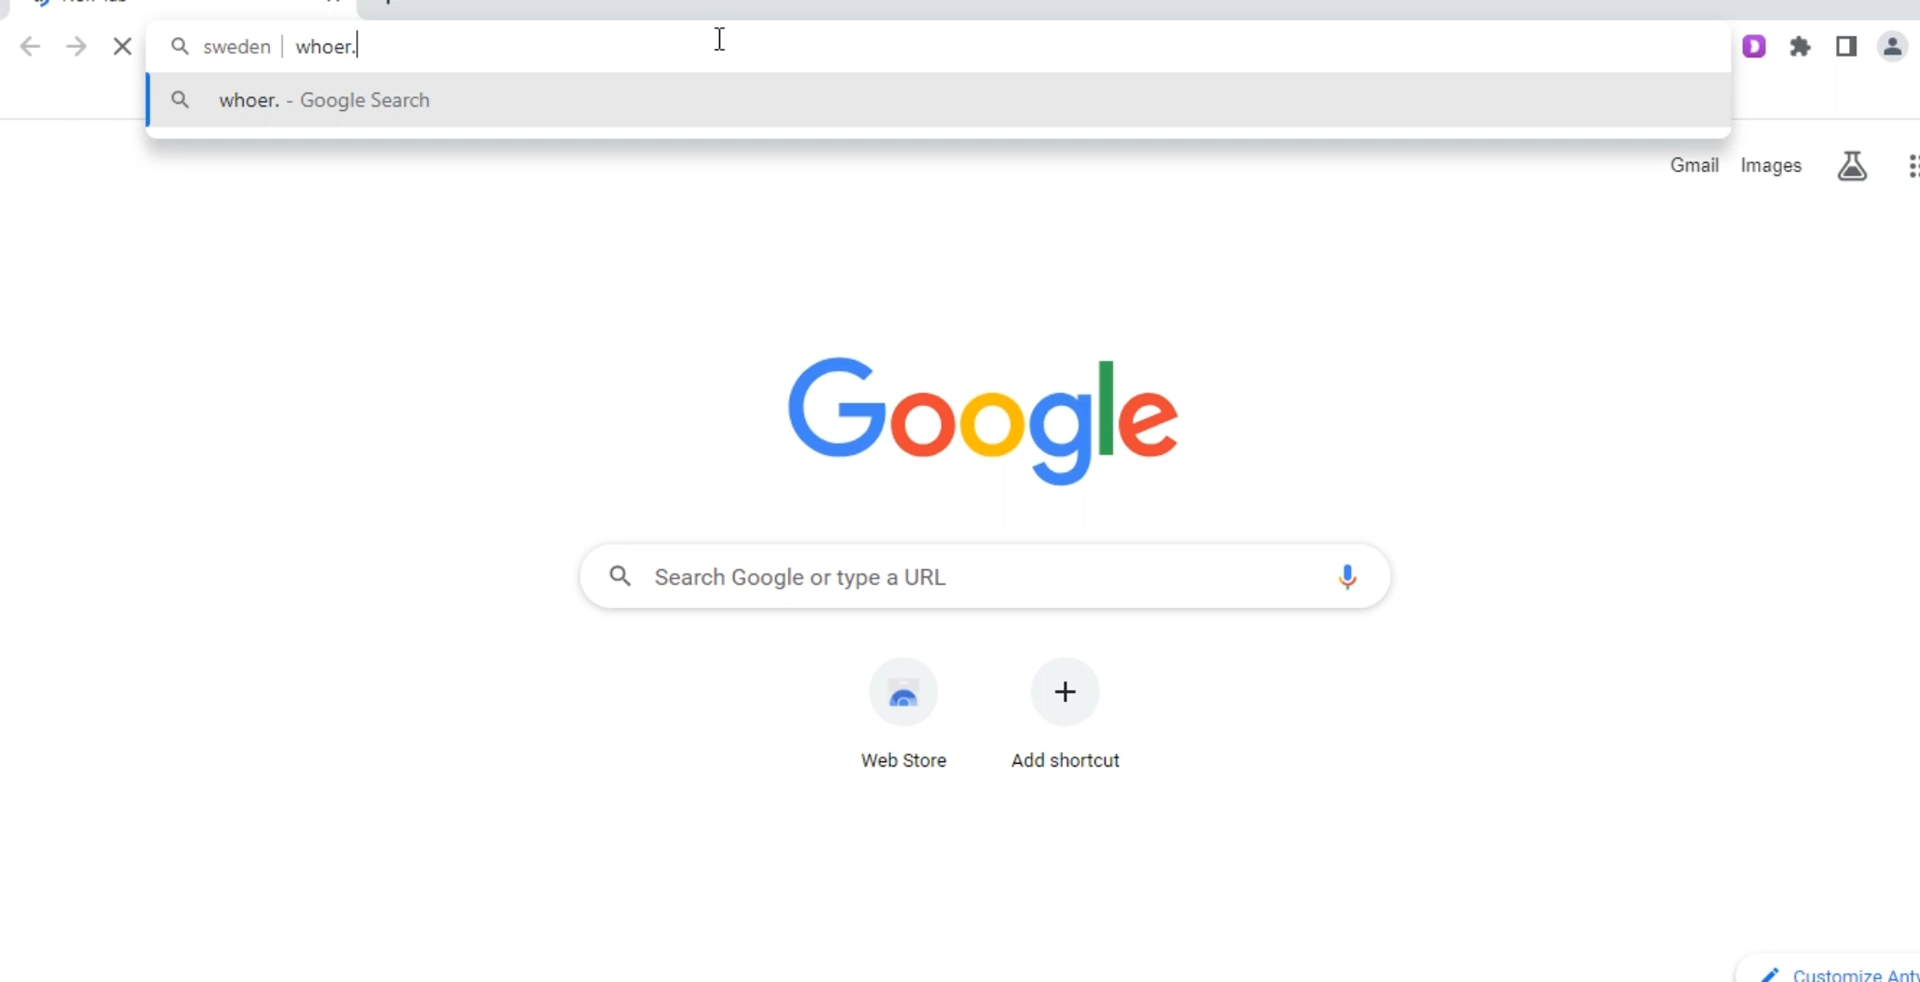 sweden | whoer.
whoer. - Google Search
Gmail Images
Google
Search Google or type a URL
Web Store Add shortcut
Customize